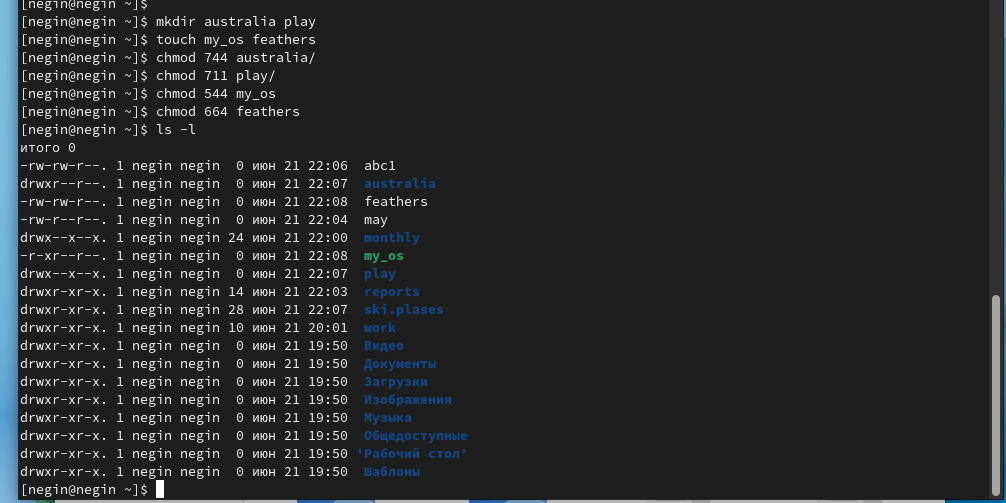 [negin@negin ~]$
[negin@negin ~]$ mkdir australia play
[negin@negin ~]$ touch my_os feathers
[negin@negin ~]$ chmod 744 australia/
[negin@negin ~]$ chmod 711 play/
[negin@negin ~]$ chmod 544 my_os
[negin@negin ~]$ chmod 664 feathers
[negin@negin ~]$ ls -l
итого 0
-rw-rw-r--. 1 negin negin  0 июн 21 22:06  abc1
drwxr--r--. 1 negin negin  0 июн 21 22:07  australia
-rw-rw-r--. 1 negin negin  0 июн 21 22:08  feathers
-rw-r--r--. 1 negin negin  0 июн 21 22:04  may
drwx--x--x. 1 negin negin 24 июн 21 22:00  monthly
-r-xr--r--. 1 negin negin  0 июн 21 22:08  my_os
drwx--x--x. 1 negin negin  0 июн 21 22:07  play
drwxr-xr-x. 1 negin negin 14 июн 21 22:03  reports
drwxr-xr-x. 1 negin negin 28 июн 21 22:07  ski.plases
drwxr-xr-x. 1 negin negin 10 июн 21 20:01  work
drwxr-xr-x. 1 negin negin  0 июн 21 19:50  Видео
drwxr-xr-x. 1 negin negin  0 июн 21 19:50  Документы
drwxr-xr-x. 1 negin negin  0 июн 21 19:50  Загрузки
drwxr-xr-x. 1 negin negin  0 июн 21 19:50  Изображения
drwxr-xr-x. 1 negin negin  0 июн 21 19:50  Музыка
drwxr-xr-x. 1 negin negin  0 июн 21 19:50  Общедоступные
drwxr-xr-x. 1 negin negin  0 июн 21 19:50 'Рабочий стол'
drwxr-xr-x. 1 negin negin  0 июн 21 19:50  Шаблоны
[negin@negin ~]$